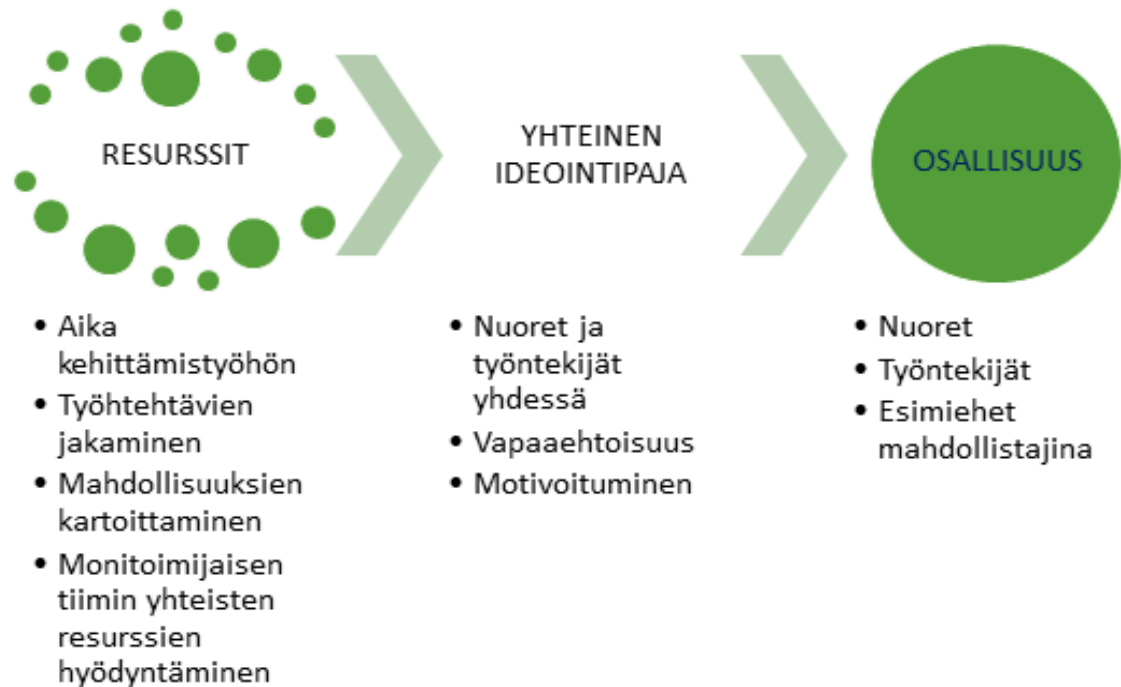 RESURSSIT
• Aika
kehittämistyöhön
• Työhtehtävien
jakaminen
• Mahdollisuuksien
kartoittaminen
• Monitoimijaisen
tiimin yhteisten
resurssien
hyödyntäminen
YHTEINEN
IDEOINTIPAJA
• Nuoret ja
työntekijät
yhdessä
• Vapaaehtoisuus
• Motivoituminen
OSALLISUUS
• Nuoret
• Työntekijät
• Esimiehet
mahdollistajina